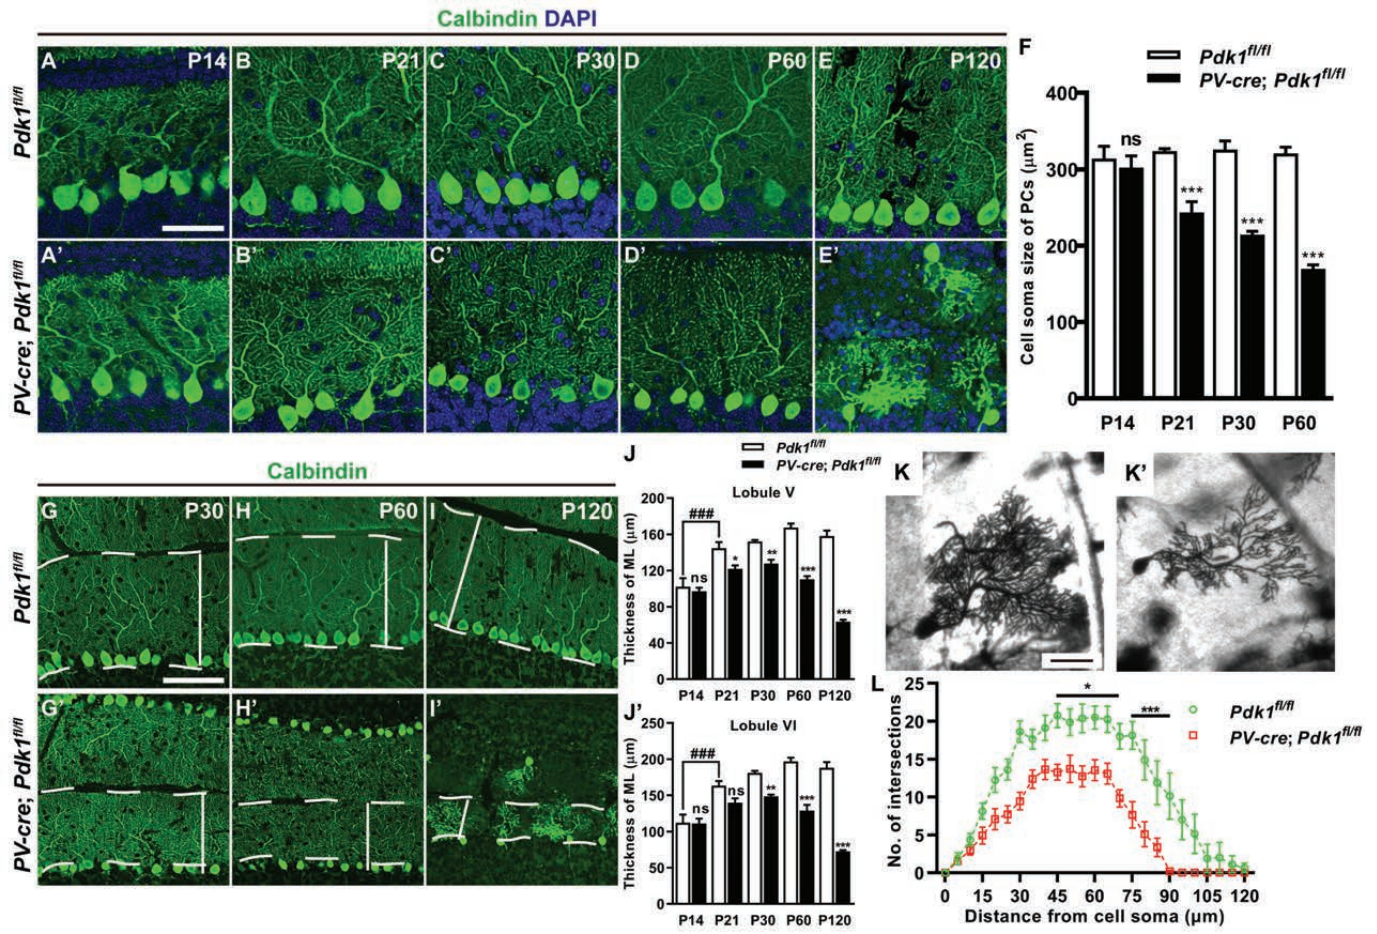 Calbindin DAPI
Pdk1fl/fl
A P14
B P21
C P30
D P60
E P120
PV-cre; Pdk1fl/fl
A'
B'
C'
D'
E'
F
Pdk1fl/fl
PV-cre; Pdk1fl/fl
Cell soma size of PCs (μm2)
400
300
200
100
0
ns
***
***
***
P14 P21 P30 P60
Calbindin
Pdk1fl/fl
G P30
H P60
I P120
PV-cre; Pdk1fl/fl
G'
H'
I'
J
Pdk1fl/fl
PV-cre; Pdk1fl/fl
Lobule V
Thickness of ML (μm)
200
160
120
80
40
0
###
ns
*
**
***
***
P14 P21 P30 P60 P120
J'
Lobule VI
Thickness of ML (μm)
250
200
150
100
50
0
###
ns
ns
**
***
***
P14 P21 P30 P60 P120
K
K'
L
No. of intersections
25
20
15
10
5
0
*
***
Pdk1fl/fl
PV-cre; Pdk1fl/fl
0 15 30 45 60 75 90 105 120
Distance from cell soma (μm)